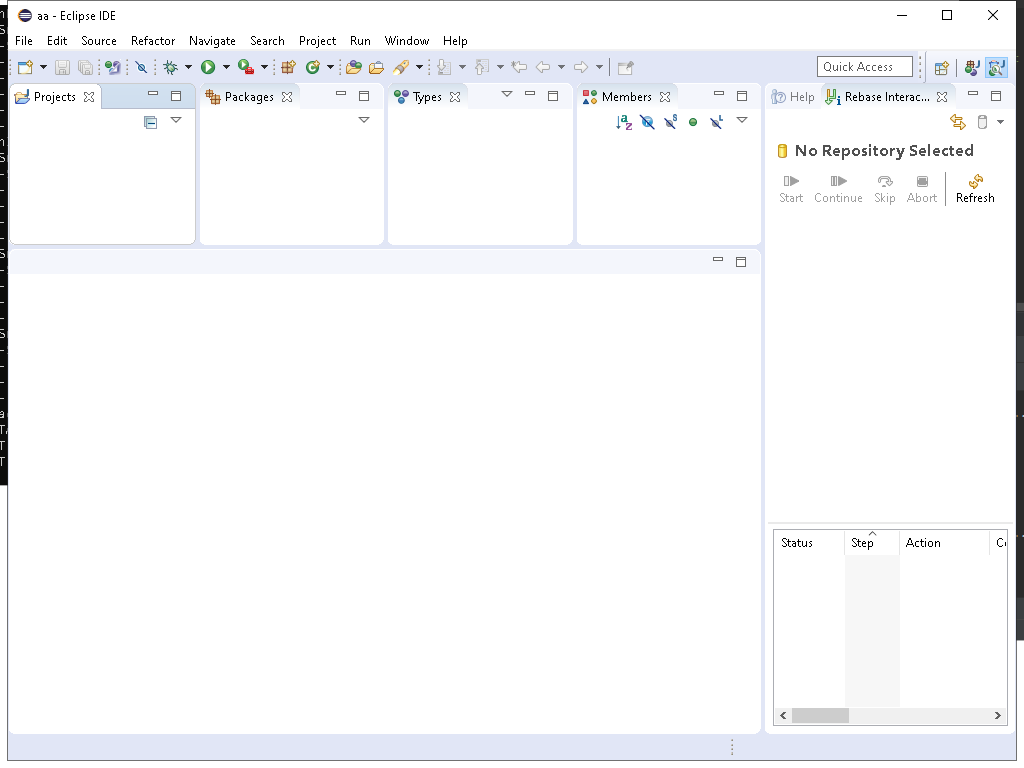 aa - Eclipse IDE
File Edit Source Refactor Navigate Search Project Run Window Help
Quick Access
Projects Packages Types Members Help Rebase Interac...
No Repository Selected
Start Continue Skip Abort Refresh
Status Step Action